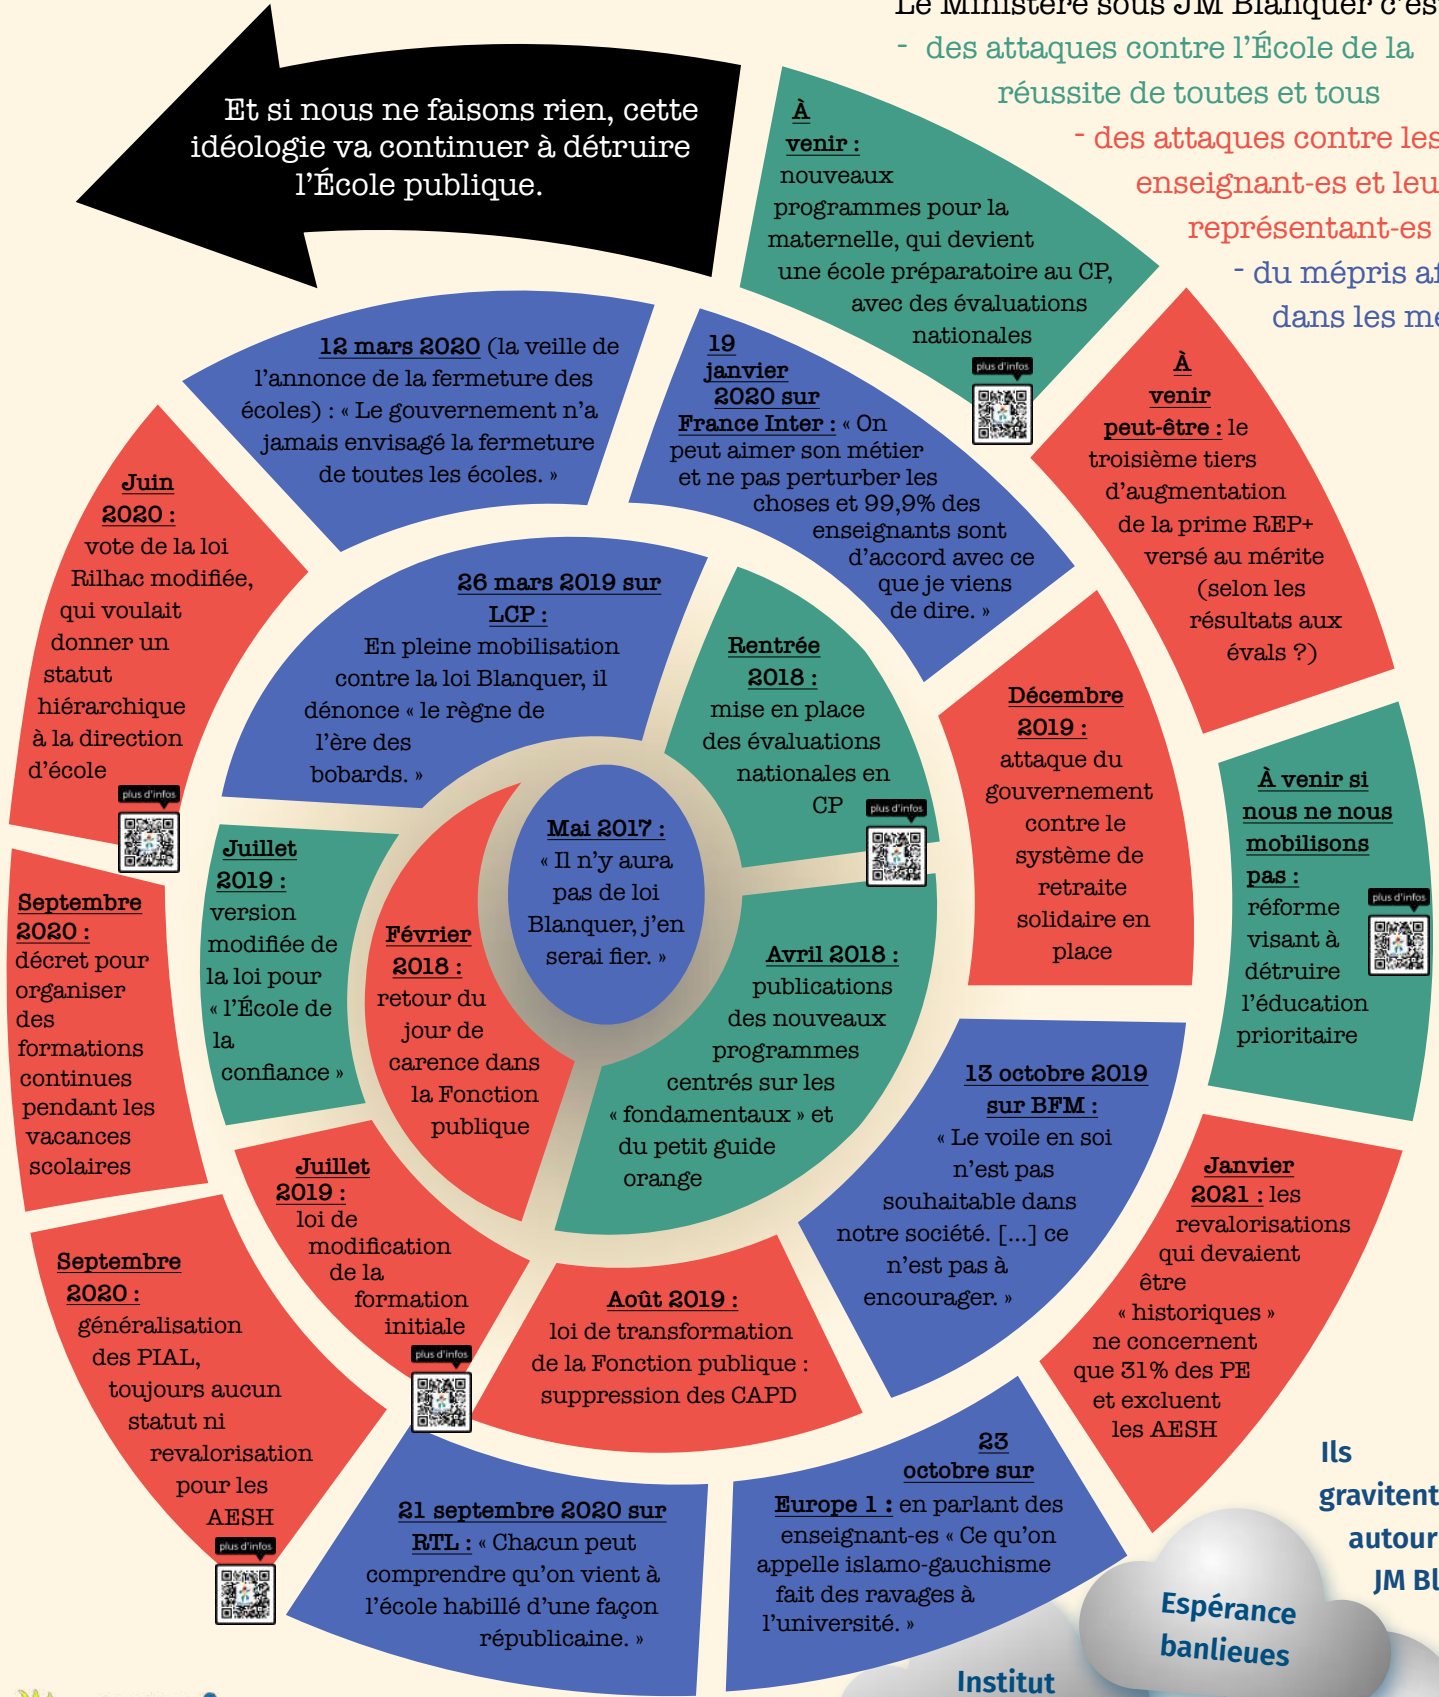 Le Ministère sous JM Blanquer c'est
- des attaques contre l'École de la
réussite de toutes et tous
- des attaques contre les
enseignant-es et leu
représentant-es
- du mépris af
dans les mé
Et si nous ne faisons rien, cette
idéologie va continuer à détruire
l'École publique.
Mai 2017 :
« Il n'y aura
pas de loi
Blanquer, j'en
serai fier. »
Février
2018 :
retour du
jour de
carence dans
la Fonction
publique
Avril 2018 :
publications
des nouveaux
programmes
centrés sur les
« fondamentaux » et
du petit guide
orange
Rentrée
2018 :
mise en place
des évaluations
nationales en
CP
plus d'infos
26 mars 2019 sur
LCP :
En pleine mobilisation
contre la loi Blanquer, il
dénonce « le règne de
l'ère des
bobards. »
Juillet
2019 :
version
modifiée de
la loi pour
« l'École de
la
confiance »
Juillet
2019 :
loi de
modification
de la
formation
initiale
plus d'infos
Août 2019 :
loi de transformation
de la Fonction publique :
suppression des CAPD
13 octobre 2019
sur BFM :
« Le voile en soi
n'est pas
souhaitable dans
notre société. [...] ce
n'est pas à
encourager. »
Décembre
2019 :
attaque du
gouvernement
contre le
système de
retraite
solidaire en
place
19
janvier
2020 sur
France Inter : « On
peut aimer son métier
et ne pas perturber les
choses et 99,9% des
enseignants sont
d'accord avec ce
que je viens
de dire. »
12 mars 2020 (la veille de
l'annonce de la fermeture des
écoles) : « Le gouvernement n'a
jamais envisagé la fermeture
de toutes les écoles. »
Juin
2020 :
vote de la loi
Rilhac modifiée,
qui voulait
donner un
statut
hiérarchique
à la direction
d'école
plus d'infos
Septembre
2020 :
décret pour
organiser
des
formations
continues
pendant les
vacances
scolaires
Septembre
2020 :
généralisation
des PIAL,
toujours aucun
statut ni
revalorisation
pour les
AESH
plus d'infos
21 septembre 2020 sur
RTL : « Chacun peut
comprendre qu'on vient à
l'école habillé d'une façon
républicaine. »
23
octobre sur
Europe 1 : en parlant des
enseignant-es « Ce qu'on
appelle islamo-gauchisme
fait des ravages à
l'université. »
Janvier
2021 : les
revalorisations
qui devaient
être
« historiques »
ne concernent
que 31% des PE
et excluent
les AESH
À venir si
nous ne nous
mobilisons
pas :
réforme
visant à
détruire
l'éducation
prioritaire
plus d'infos
À
venir
peut-être : le
troisième tiers
d'augmentation
de la prime REP+
versé au mérite
(selon les
résultats aux
évals ?)
À
venir :
nouveaux
programmes pour la
maternelle, qui devient
une école préparatoire au CP,
avec des évaluations
nationales
plus d'infos
Ils
gravitent
autour
JM Bl
Espérance
banlieues
Institut